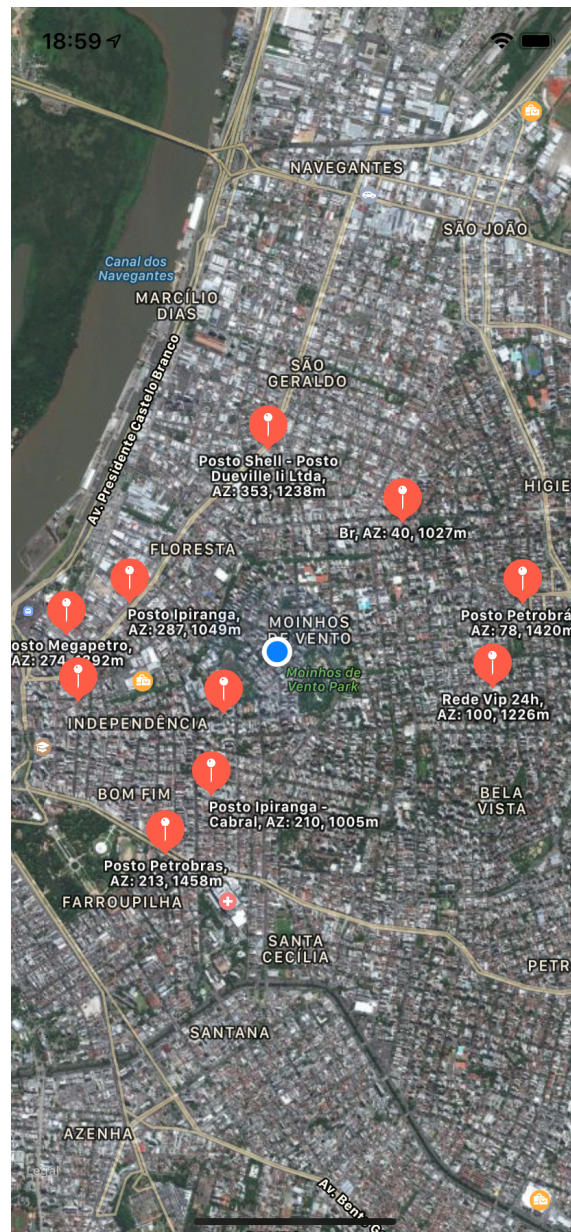 18:59
NAVEGANTES
SÃO JOÃO
Canal dos
Navegantes
MARCÍLIO
DIAS
Av. Presidente Castelo Branco
SÃO
GERALDO
Posto Shell - Posto
Dueville Ii Ltda,
AZ: 353, 1238m
HIGIE
Br, AZ: 40, 1027m
FLORESTA
Posto Ipiranga,
AZ: 287, 1049m
MOINHOS
DE VENTO
Posto Petrobrá
AZ: 78, 1420m
osto Megapetro,
AZ: 274,
Moinhos de
Vento Park
Rede Vip 24h,
AZ: 100, 1226m
INDEPENDÊNCIA
BOM FIM
BELA
VISTA
Posto Ipiranga -
Cabral, AZ: 210, 1005m
Posto Petrobras,
AZ: 213, 1458m
FARROUPILHA
SANTA
CECÍLIA
PETR
SANTANA
AZENHA
Legal
Av. Bento G